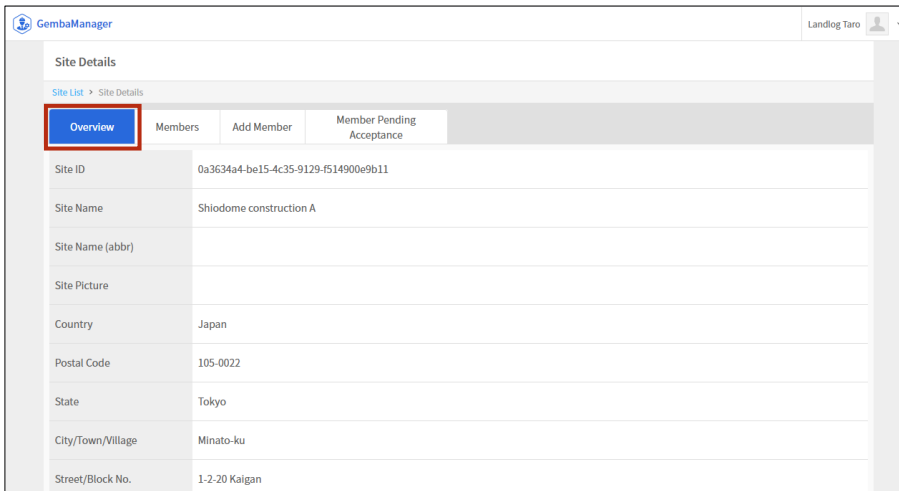 GembaManager
Landlog Taro
Site Details
Site List > Site Details
Overview
Members
Add Member
Member Pending
Acceptance
Site ID 0a3634a4-be15-4c35-9129-f514900e9b11
Site Name Shiodome construction A
Site Name (abbr)
Site Picture
Country Japan
Postal Code 105-0022
State Tokyo
City/Town/Village Minato-ku
Street/Block No. 1-2-20 Kaigan